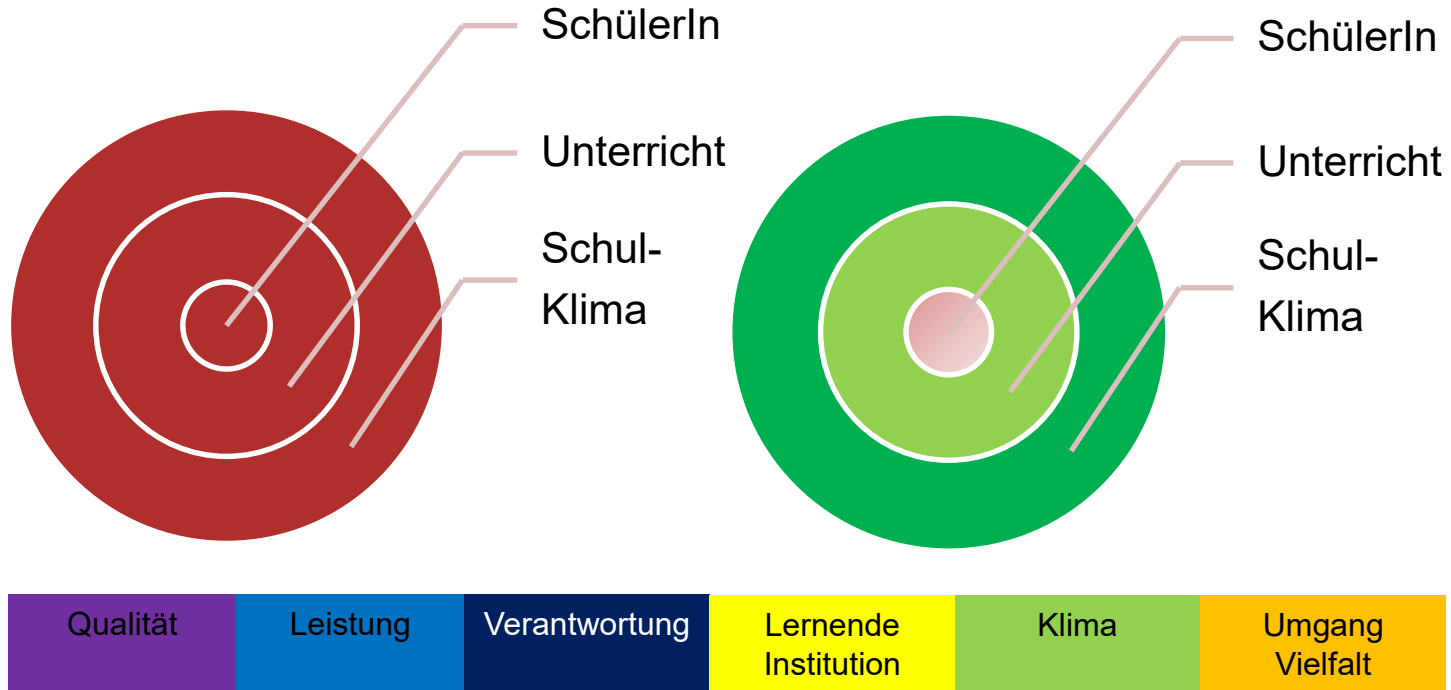 SchülerIn
Unterricht
Schul-
Klima
SchülerIn
Unterricht
Schul-
Klima
Qualität
Leistung
Verantwortung
Lernende
Institution
Klima
Umgang
Vielfalt